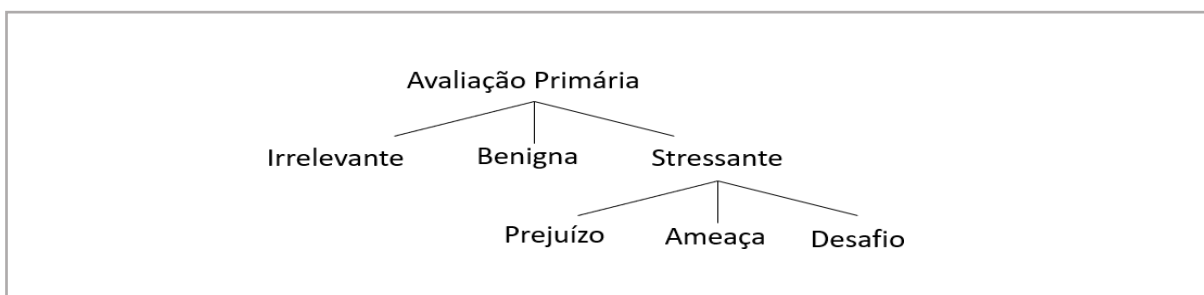 Avaliação Primária
Irrelevante Benigna Stressante
Prejuízo Ameaça Desafio